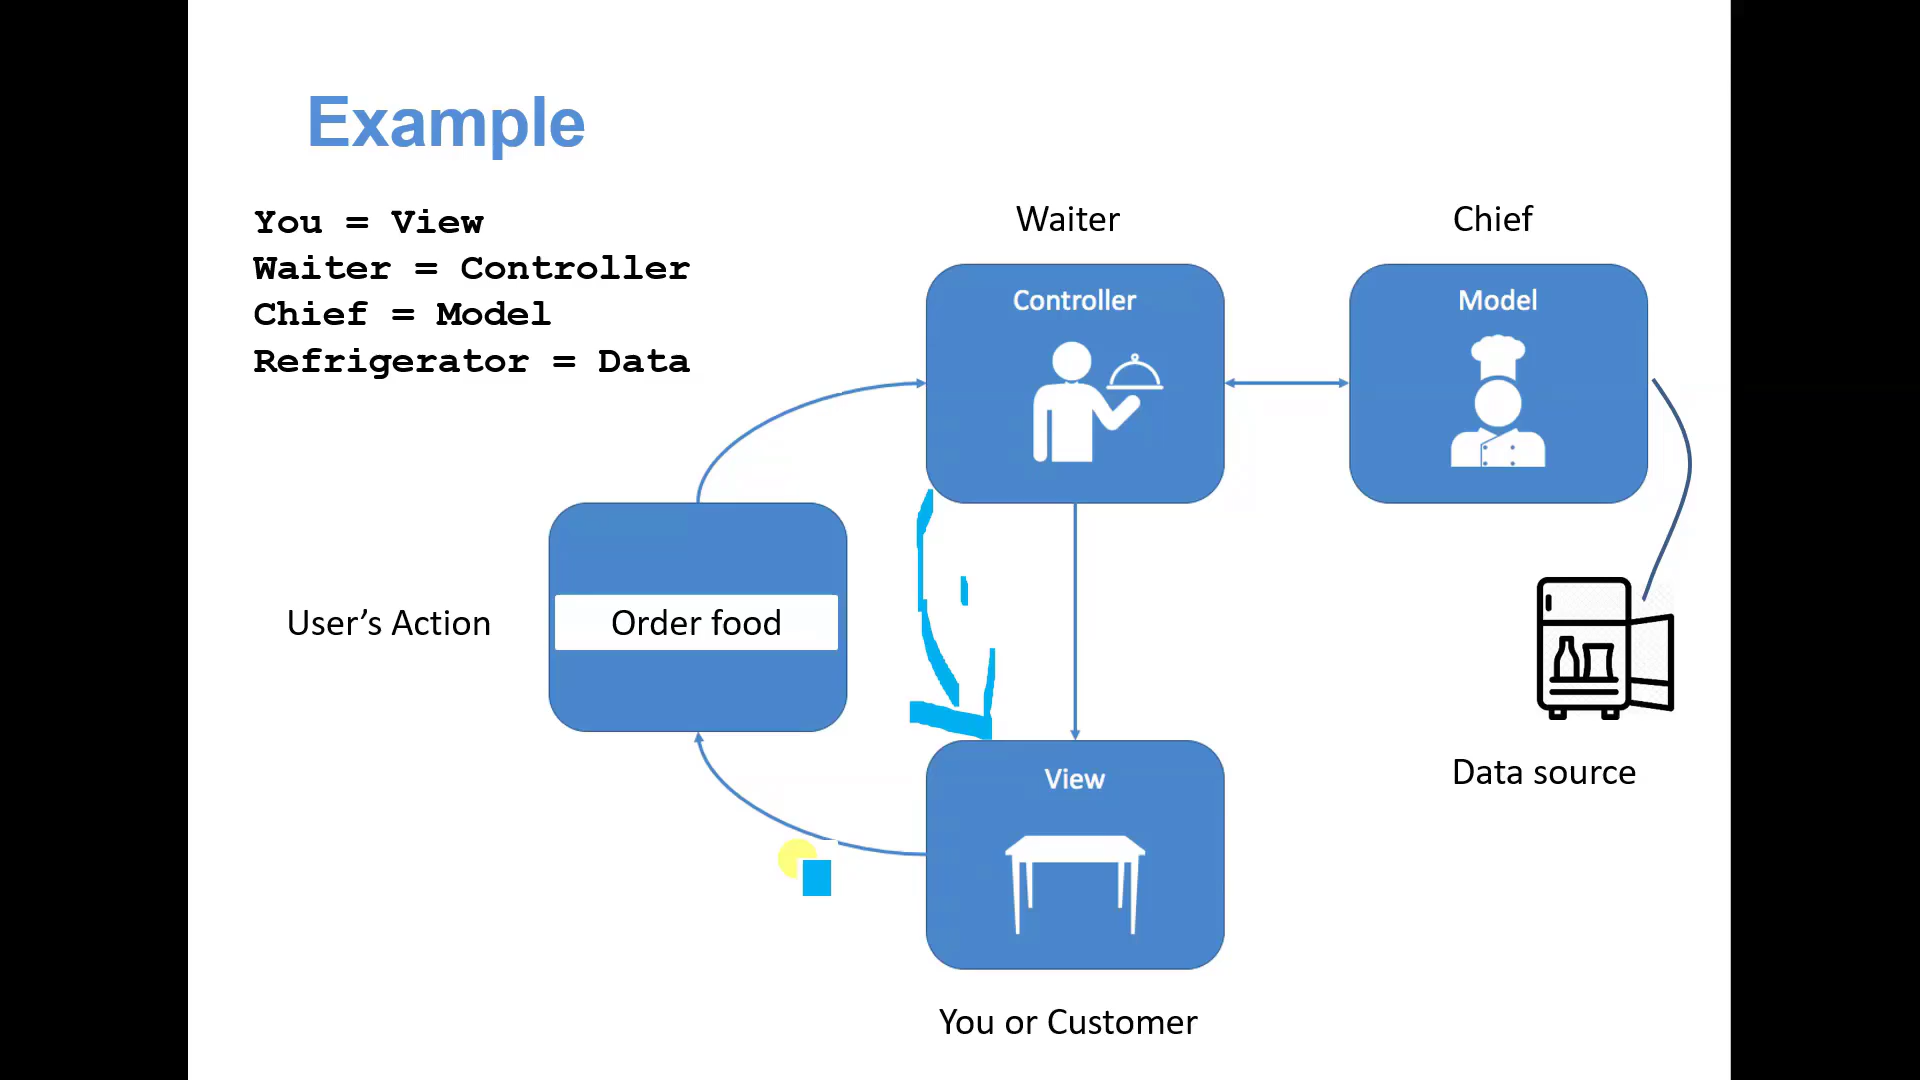 Example
You = View
Waiter = Controller
Chief = Model
Refrigerator = Data
Waiter
Chief
Controller
Model
User's Action
Order food
Data source
View
You or Customer